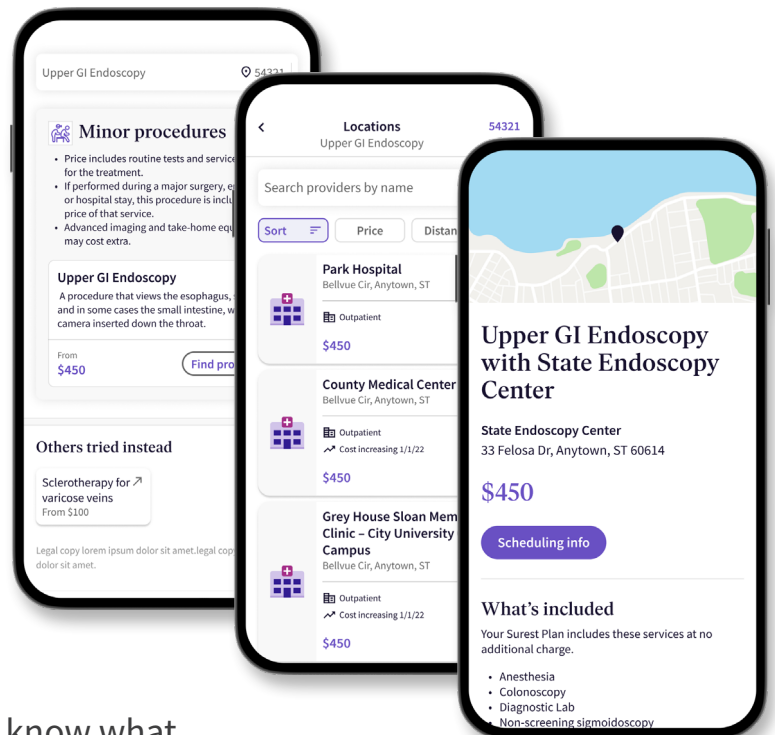 Upper GI Endoscopy
54321
Minor procedures
• Price includes routine tests and service
for the treatment.
• If performed during a major surgery,
or hospital stay, this procedure is
price of that service.
• Advanced imaging and take-home
may cost extra.
Upper GI Endoscopy
A procedure that views the esophagus,
and in some cases the small intestine,
camera inserted down the throat.
From
$450
Find
Others tried instead
Sclerotherapy for
varicose veins
From $100
Legal copy lorem ipsum dolor sit amet.legal
dolor sit amet.
Locations
54321
Upper GI Endoscopy
Search providers by name
Sort
Price
Park Hospital
Bellvue Cir, Anytown, ST
Outpatient
$450
County Medical Center
Bellvue Cir, Anytown, ST
Outpatient
Cost increasing 1/1/22
$450
Grey House Sloan
Clinic – City University
Campus
Bellvue Cir, Anytown, ST
Outpatient
Cost increasing 1/1/22
$450
Upper GI Endoscopy
with State Endoscopy
Center
State Endoscopy Center
33 Felosa Dr, Anytown, ST 60614
$450
Scheduling info
What's included
Your Surest Plan includes these services at no
additional charge.
• Anesthesia
• Colonoscopy
• Diagnostic Lab
• Non-screening sigmoidoscopy
know what